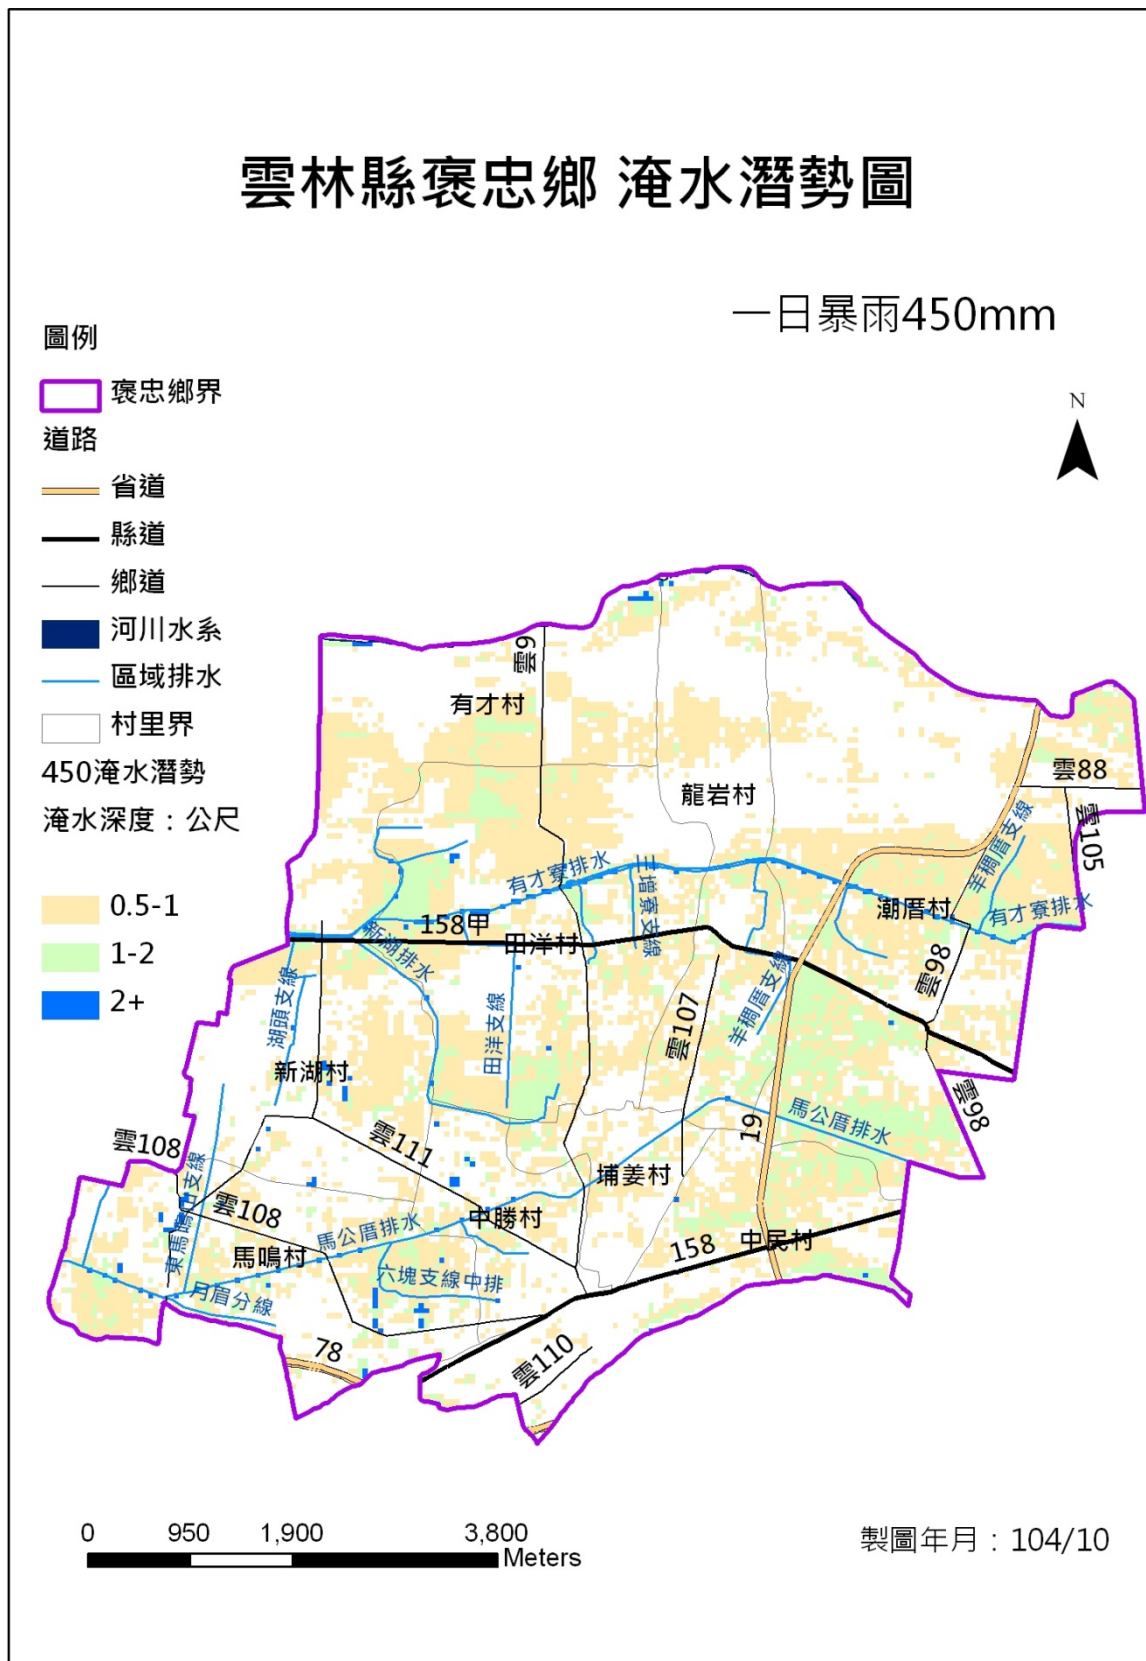 雲林縣褒忠鄉 淹水潛勢圖
一日暴雨450mm
圖例
褒忠鄉界
道路
省道
縣道
鄉道
河川水系
區域排水
村里界
450淹水潛勢
淹水深度：公尺
0.5-1
1-2
2+
N
雲9
有才村
龍岩村
雲88
雲105
羊稠厝支線
有才寮排水
三塊寮支線
潮厝村
有才寮排水
158甲
田洋村
新湖排水
雲98
湖頭支線
田洋支線
雲107
羊稠厝支線
新湖村
雲98
馬公厝排水
19
雲108
雲111
埔姜村
雲108
中勝村
馬公厝排水
馬鳴村
158
中民村
六塊支線中排
月眉分線
78
雲110
0 950 1,900 3,800
Meters
製圖年月：104/10